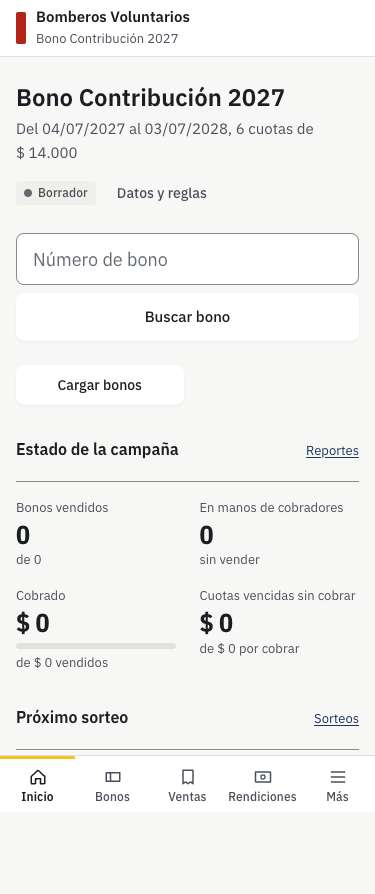 Bomberos Voluntarios
Bono Contribución 2027
Bono Contribución 2027
Del 04/07/2027 al 03/07/2028, 6 cuotas de
$ 14.000
Borrador Datos y reglas
Número de bono
Buscar bono
Cargar bonos
Estado de la campaña Reportes
Bonos vendidos En manos de cobradores
0 0
de 0 sin vender
Cobrado Cuotas vencidas sin cobrar
$ 0 $ 0
de $ 0 vendidos de $ 0 por cobrar
Próximo sorteo Sorteos
Inicio Bonos Ventas Rendiciones Más